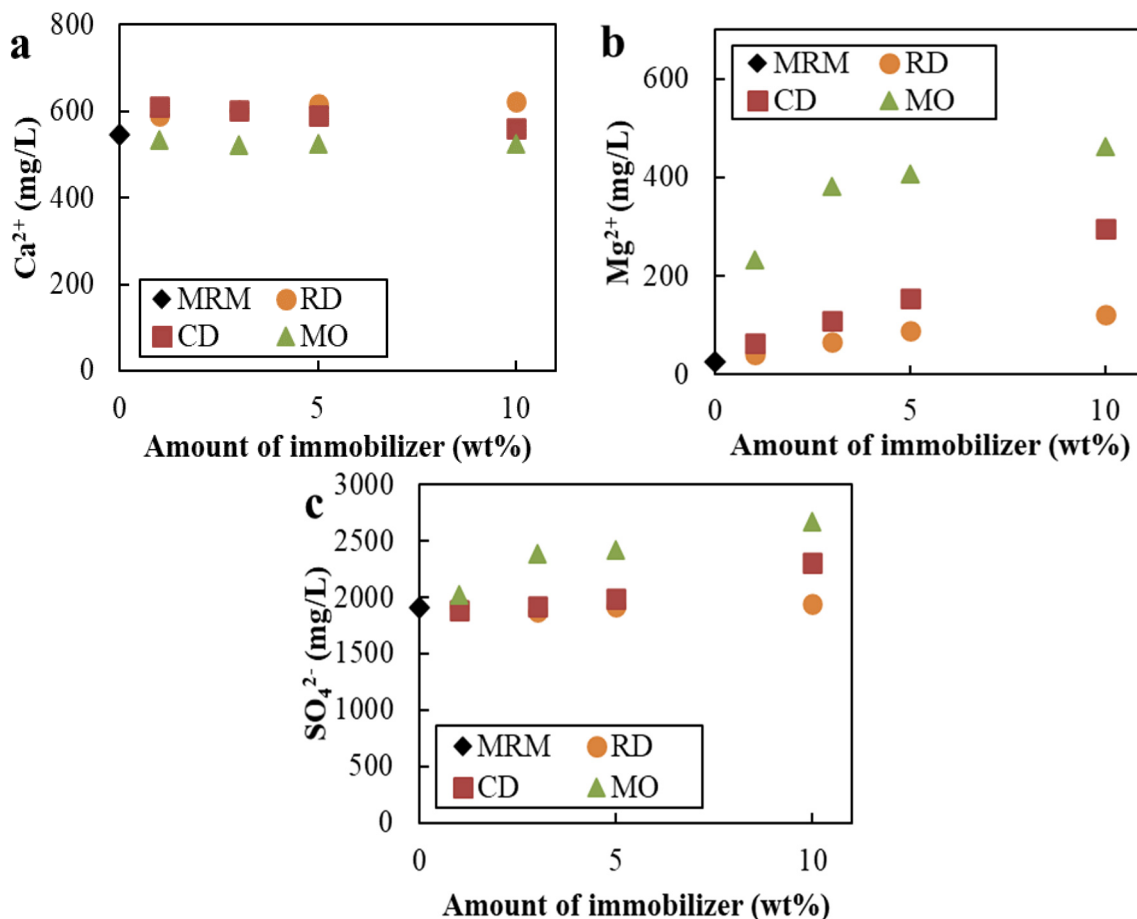 a
800
600
400
200
0
Ca²⁺ (mg/L)
MRM RD
CD MO
0 5 10
Amount of immobilizer (wt%)
b
600
400
200
0
Mg²⁺ (mg/L)
MRM RD
CD MO
0 5 10
Amount of immobilizer (wt%)
c
3000
2500
2000
1500
1000
500
0
SO₄²⁻ (mg/L)
MRM RD
CD MO
0 5 10
Amount of immobilizer (wt%)